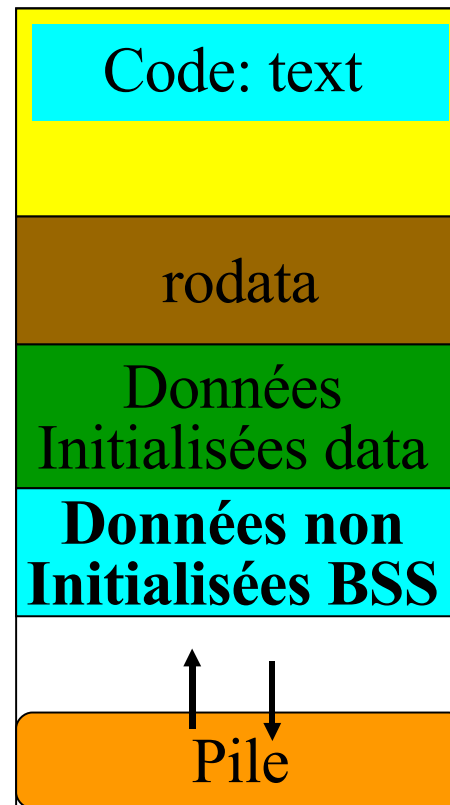 Code: text
rodata
Données
Initialisées data
Données non
Initialisées BSS
Pile